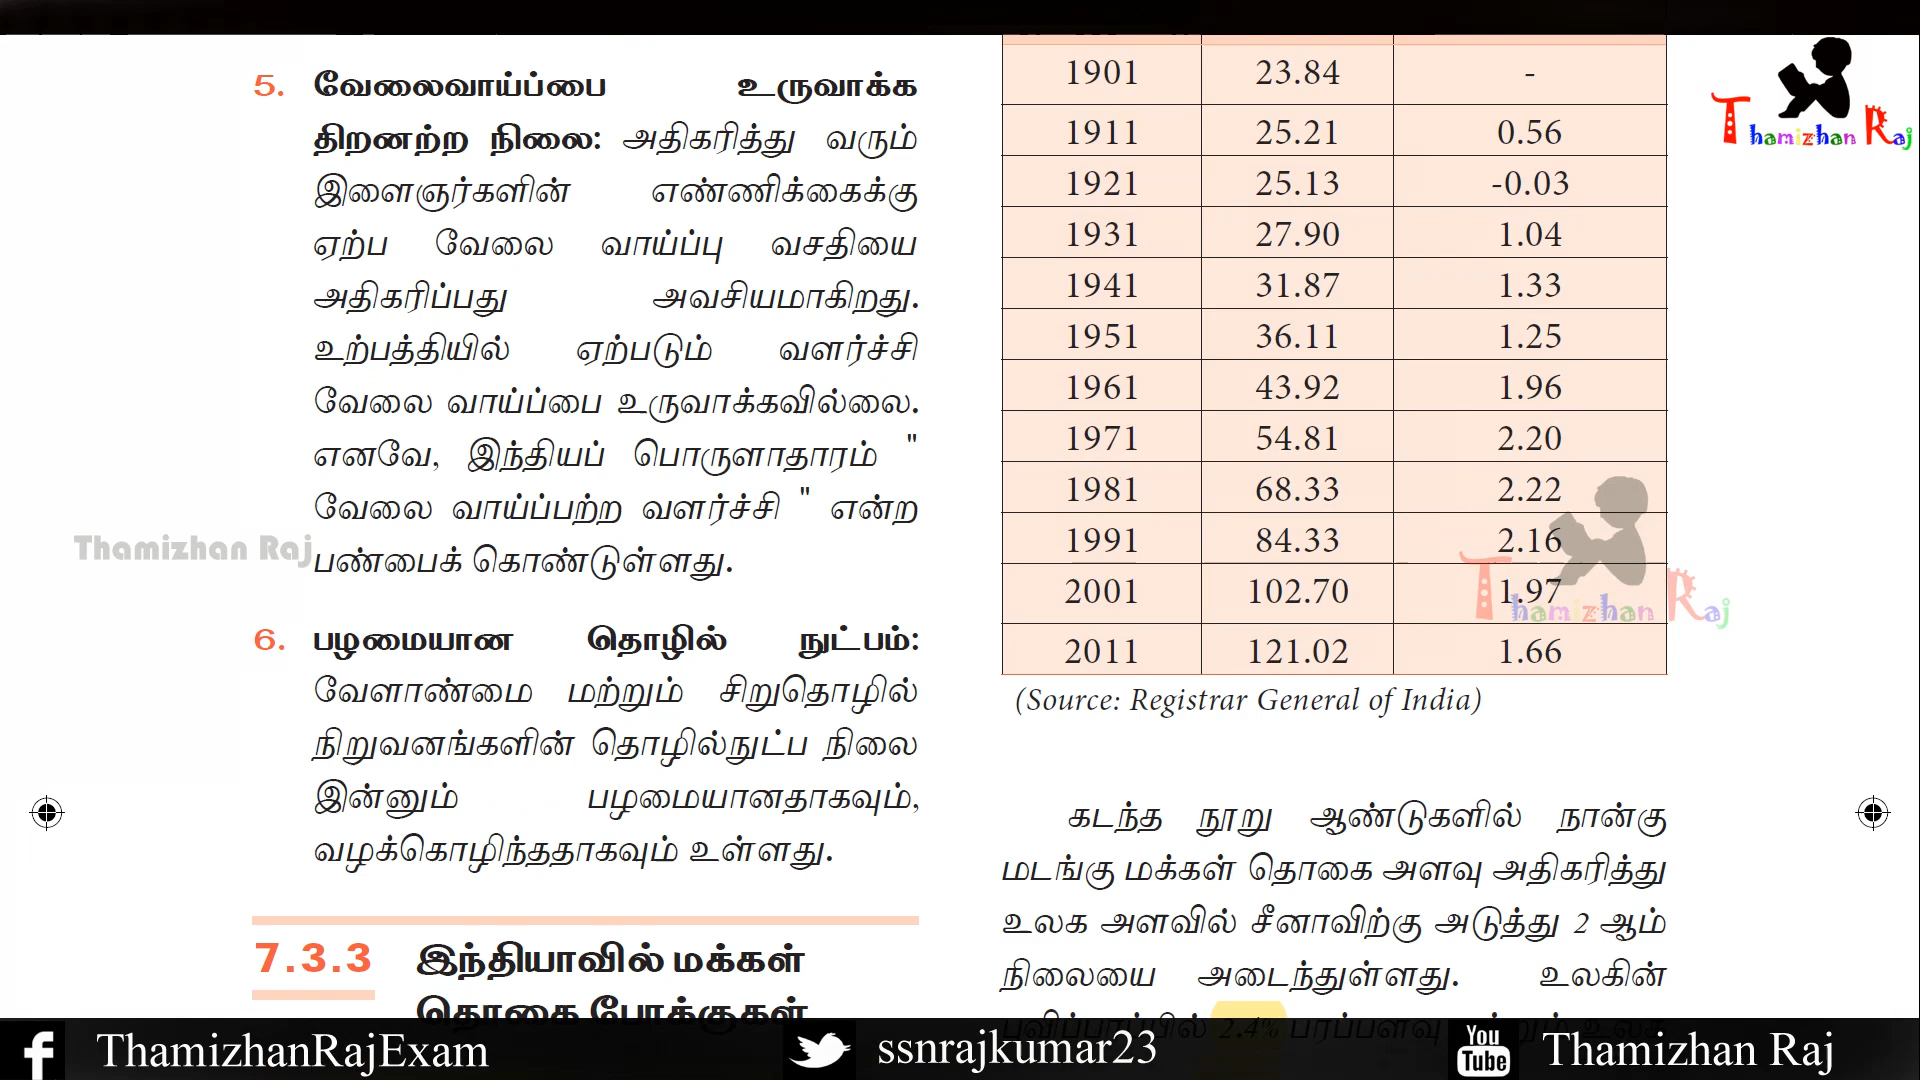 5. வேலைவாய்ப்பை உருவாக்க
திறனற்ற நிலை: அதிகரித்து வரும்
இளைஞர்களின் எண்ணிக்கைக்கு
ஏற்ப வேலை வாய்ப்பு வசதியை
அதிகரிப்பது அவசியமாகிறது.
உற்பத்தியில் ஏற்படும் வளர்ச்சி
வேலை வாய்ப்பை உருவாக்கவில்லை.
எனவே, இந்தியப் பொருளாதாரம் "
வேலை வாய்ப்பற்ற வளர்ச்சி " என்ற
பண்பைக் கொண்டுள்ளது.
6. பழமையான தொழில் நுட்பம்:
வேளாண்மை மற்றும் சிறுதொழில்
நிறுவனங்களின் தொழில்நுட்ப நிலை
இன்னும் பழமையானதாகவும்,
வழக்கொழிந்ததாகவும் உள்ளது.
7.3.3 இந்தியாவில் மக்கள்
தொகை போக்குகள்
1901 23.84 -
1911 25.21 0.56
1921 25.13 -0.03
1931 27.90 1.04
1941 31.87 1.33
1951 36.11 1.25
1961 43.92 1.96
1971 54.81 2.20
1981 68.33 2.22
1991 84.33 2.16
2001 102.70 1.97
2011 121.02 1.66
(Source: Registrar General of India)
கடந்த நூறு ஆண்டுகளில் நான்கு
மடங்கு மக்கள் தொகை அளவு அதிகரித்து
உலக அளவில் சீனாவிற்கு அடுத்து 2 ஆம்
நிலையை அடைந்துள்ளது. உலகின்
2.4% பரப்பளவு
Thamizhan Raj
Thamizhan Raj
Thamizhan Raj
ThamizhanRajExam
ssnrajkumar23
You Tube Thamizhan Raj